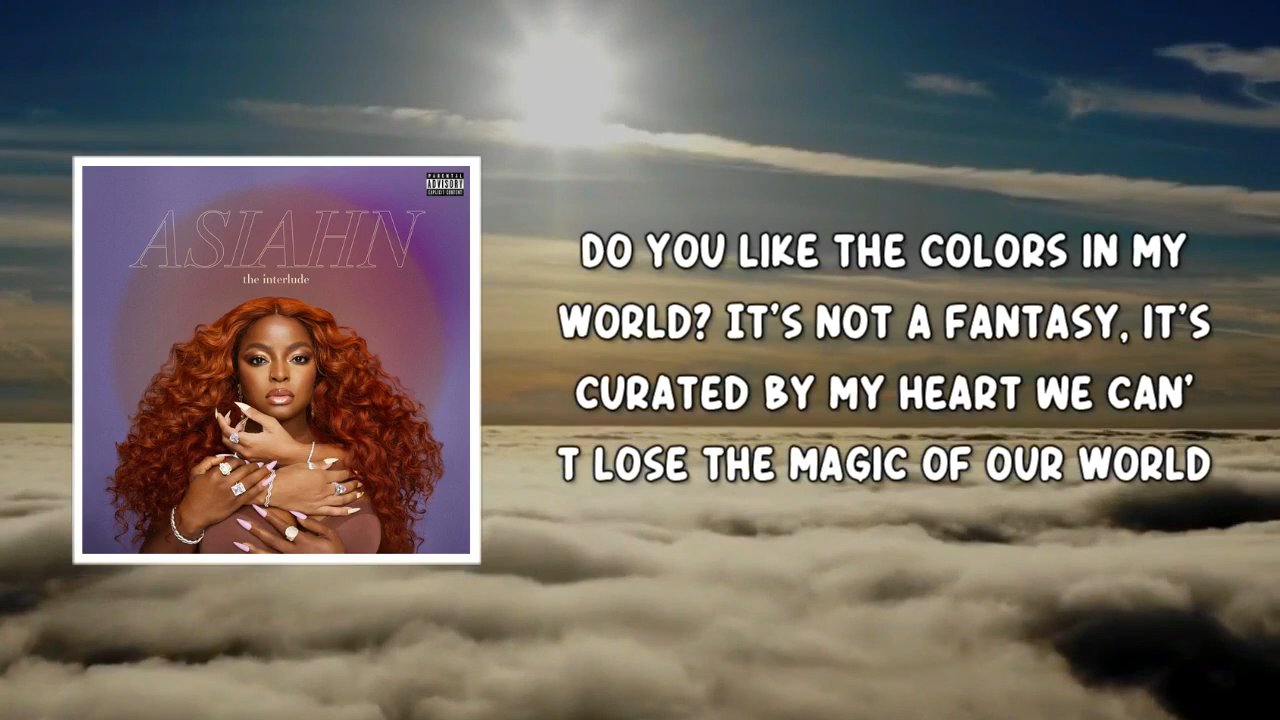 PARENTAL
ADVISORY
EXPLICIT CONTENT
ASIAHN
the interlude
DO YOU LIKE THE COLORS IN MY
WORLD? IT'S NOT A FANTASY, IT'S
CURATED BY MY HEART WE CAN'
T LOSE THE MAGIC OF OUR WORLD